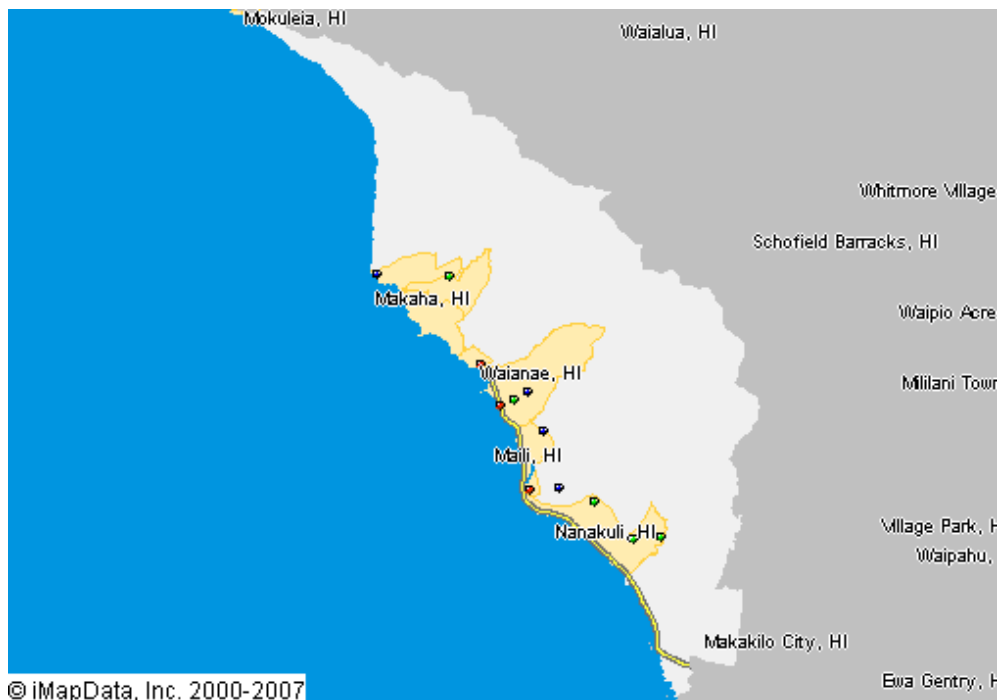 Mokuleia, HI
Waialua, HI
Whitmore Village
Schofield Barracks, HI
Makaha, HI
Waipio Acre
Waianae, HI
Mililani Town
Maili, HI
Nanakuli, HI
Village Park, H
Waipahu,
Makakilo City, HI
Ewa Gentry, H
© iMapData, Inc. 2000-2007